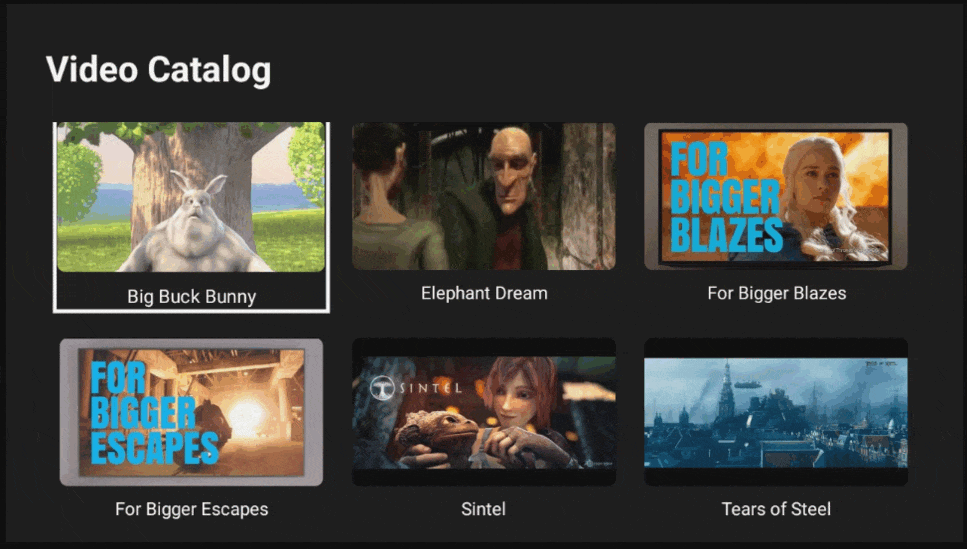 Video Catalog
Big Buck Bunny
Elephant Dream
FOR
BIGGER
BLAZES
For Bigger Blazes
FOR
BIGGER
ESCAPES
For Bigger Escapes
SINTEL
Sintel
Tears of Steel